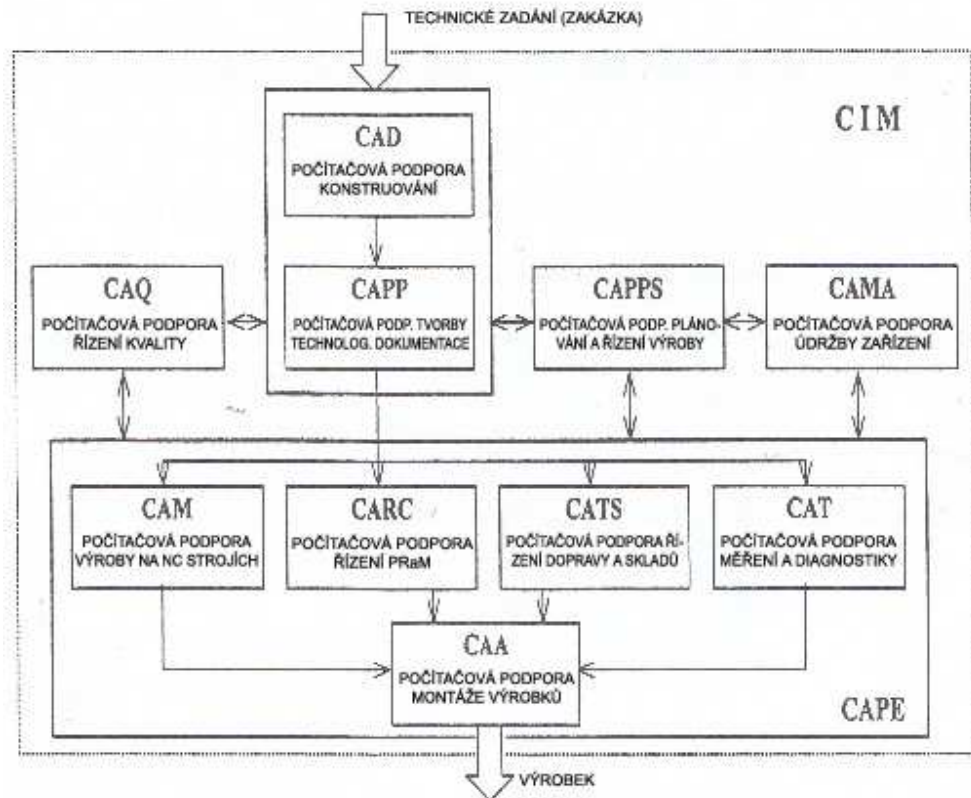 TECHNICKÉ ZADÁNÍ (ZAKÁZKA)
CIM
CAD
POČÍTAČOVÁ PODPORA
KONSTRUOVÁNÍ
CAQ
POČÍTAČOVÁ PODPORA
ŘÍZENÍ KVALITY
CAPP
POČÍTAČOVÁ PODP. TVORBY
TECHNOLOG. DOKUMENTACE
CAPPS
POČÍTAČOVÁ PODP. PLÁNO-
VÁNÍ A ŘÍZENÍ VÝROBY
CAMA
POČÍTAČOVÁ PODPORA
ÚDRŽBY ZAŘÍZENÍ
CAM
POČÍTAČOVÁ PODPORA
VÝROBY NA NC STROJÍCH
CARC
POČÍTAČOVÁ PODPORA
ŘÍZENÍ PRaM
CATS
POČÍTAČOVÁ PODPORA ŘÍ-
ZENÍ DOPRAVY A SKLADŮ
CAT
POČÍTAČOVÁ PODPORA
MĚŘENÍ A DIAGNOSTIKY
CAA
POČÍTAČOVÁ PODPORA
MONTÁŽE VÝROBKŮ
CAPE
VÝROBEK